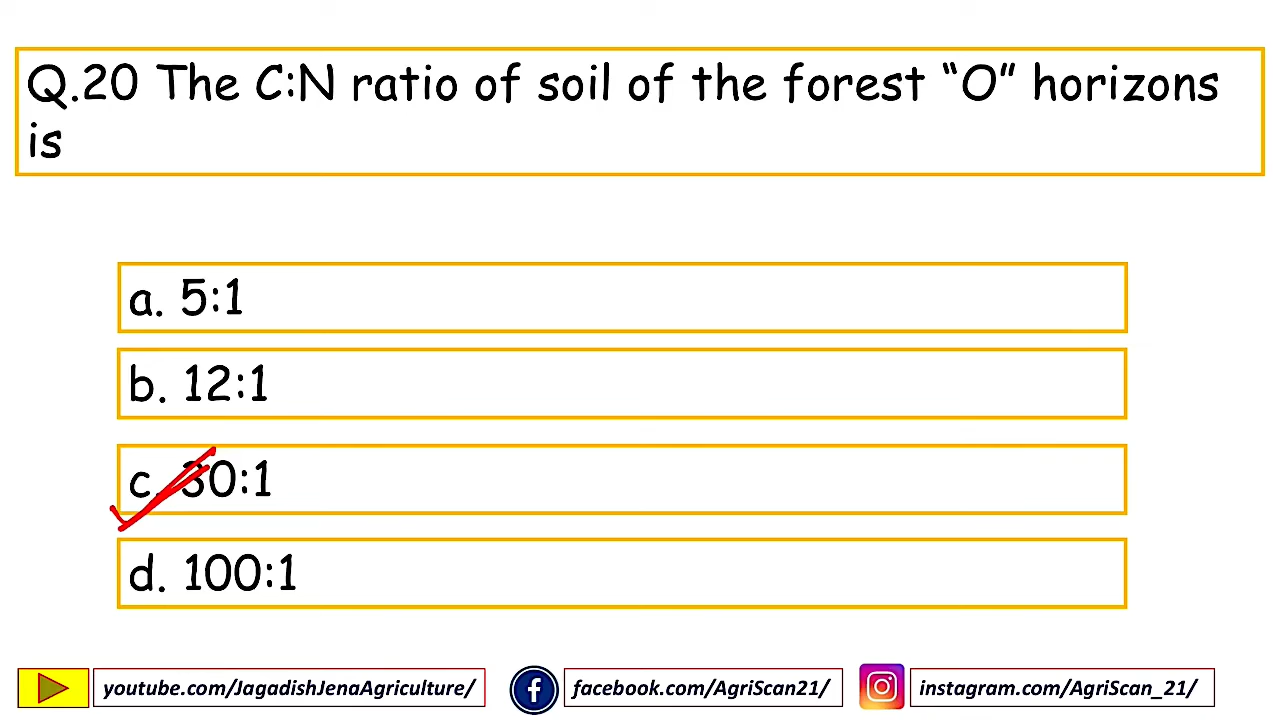 Q.20 The C:N ratio of soil of the forest “O” horizons
is
a. 5:1
b. 12:1
c. 30:1
d. 100:1
youtube.com/JagadishJenaAgriculture/
facebook.com/AgriScan21/
instagram.com/AgriScan_21/